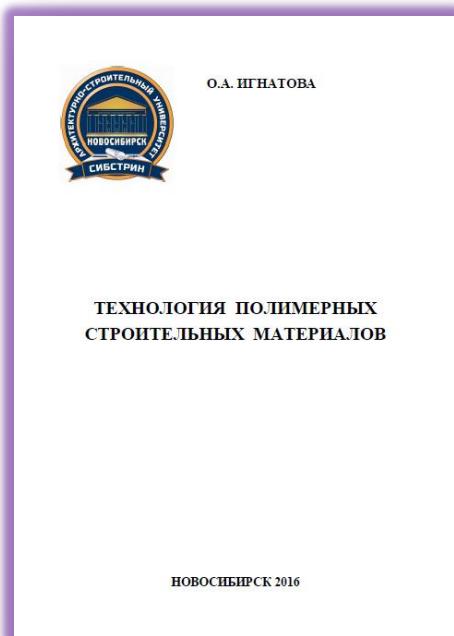 О.А. ИГНАТОВА
АРХИТЕКТУРНО-СТРОИТЕЛЬНЫЙ УНИВЕРСИТЕТ
НОВОСИБИРСК
СИБСТРИН
ТЕХНОЛОГИЯ ПОЛИМЕРНЫХ
СТРОИТЕЛЬНЫХ МАТЕРИАЛОВ
НОВОСИБИРСК 2016